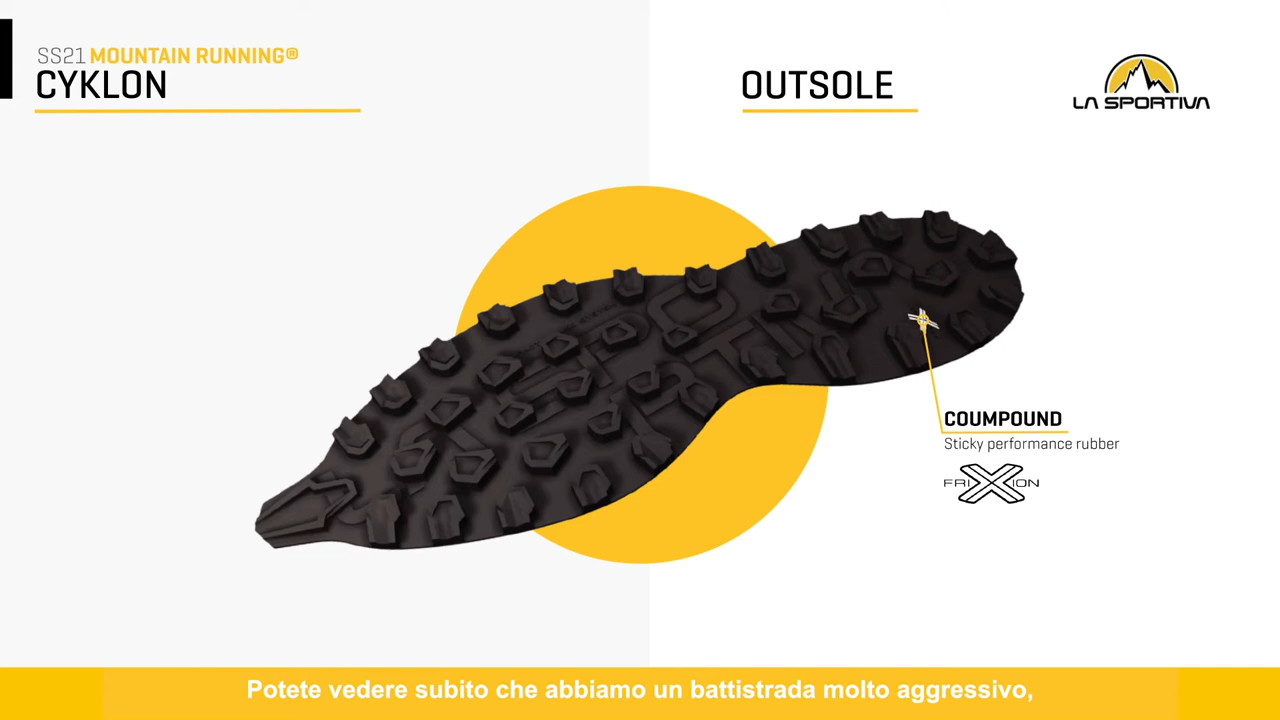 SS21 MOUNTAIN RUNNING®
CYKLON
OUTSOLE
LA SPORTIVA
COUMPOUND
Sticky performance rubber
FRIXION
Potete vedere subito che abbiamo un battistrada molto aggressivo,